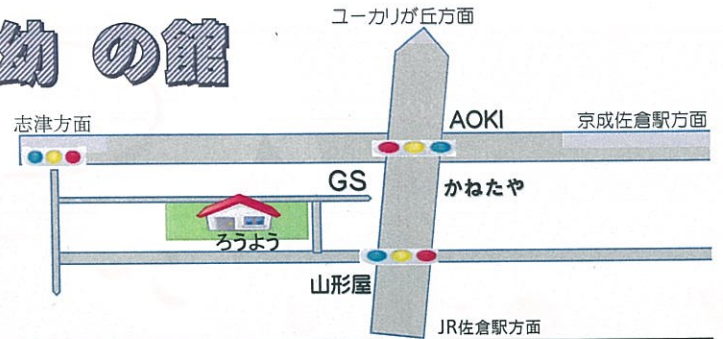 ユーカリが丘方面
幼 の館
志津方面
AOKI
京成佐倉駅方面
GS
かねたや
ろうよう
山形屋
JR佐倉駅方面